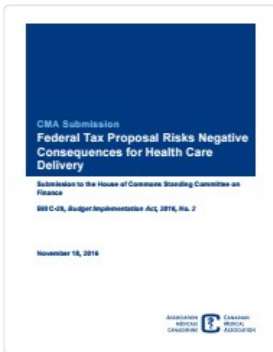 CMA Submission
Federal Tax Proposal Risks Negative
Consequences for Health Care
Delivery
Submission to the House of Commons Standing Committee on
Finance
Bill C-29, Budget Implementation Act, 2016, No. 2
November 18, 2016
ASSOCIATION
MÉDICALE
CANADIENNE
CANADIAN
MEDICAL
ASSOCIATION